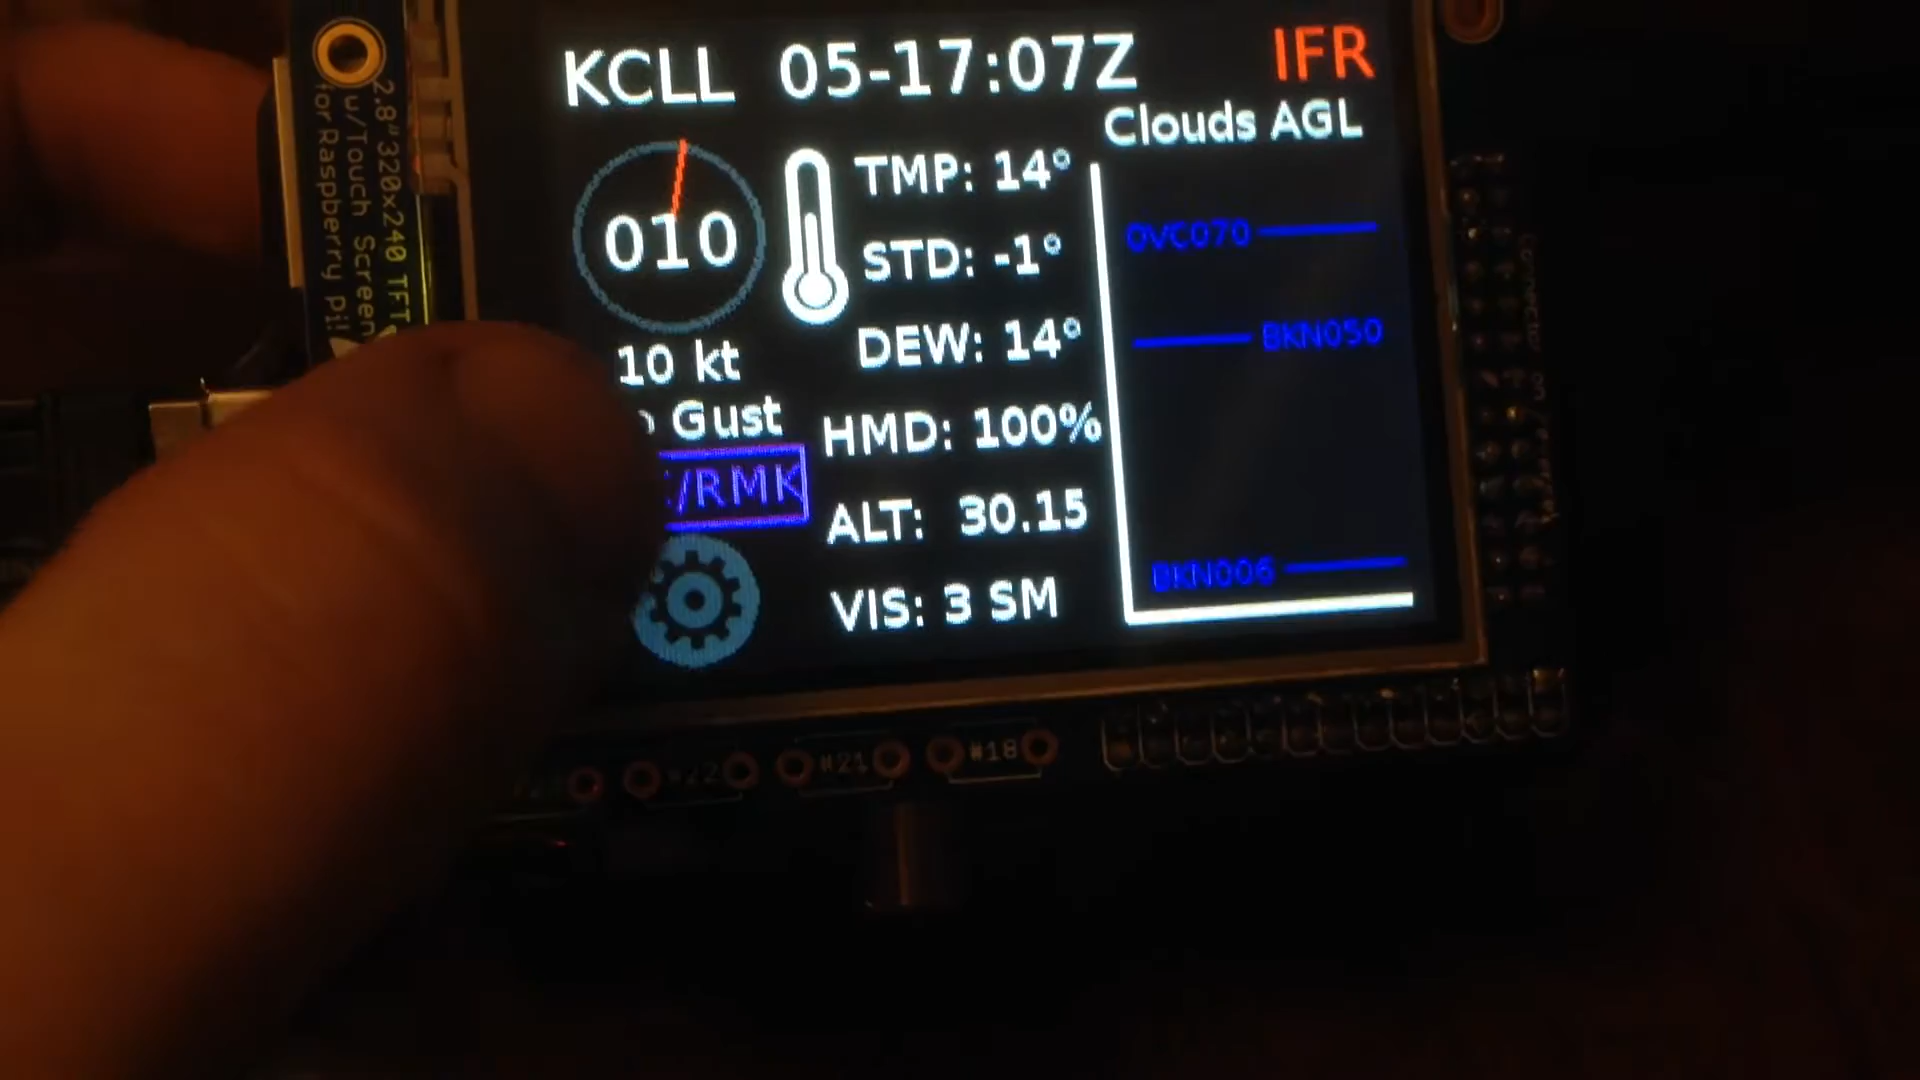 KCLL 05-17:07Z IFR
Clouds AGL
010
10 kt
Gust
/RMK
TMP: 14°
STD: -1°
DEW: 14°
HMD: 100%
ALT: 30.15
VIS: 3 SM
OVC070
BKN050
BKN006
2.8" 320x240 TFT
w/Touch Screen
for Raspberry Pi!
#22 #21 #18